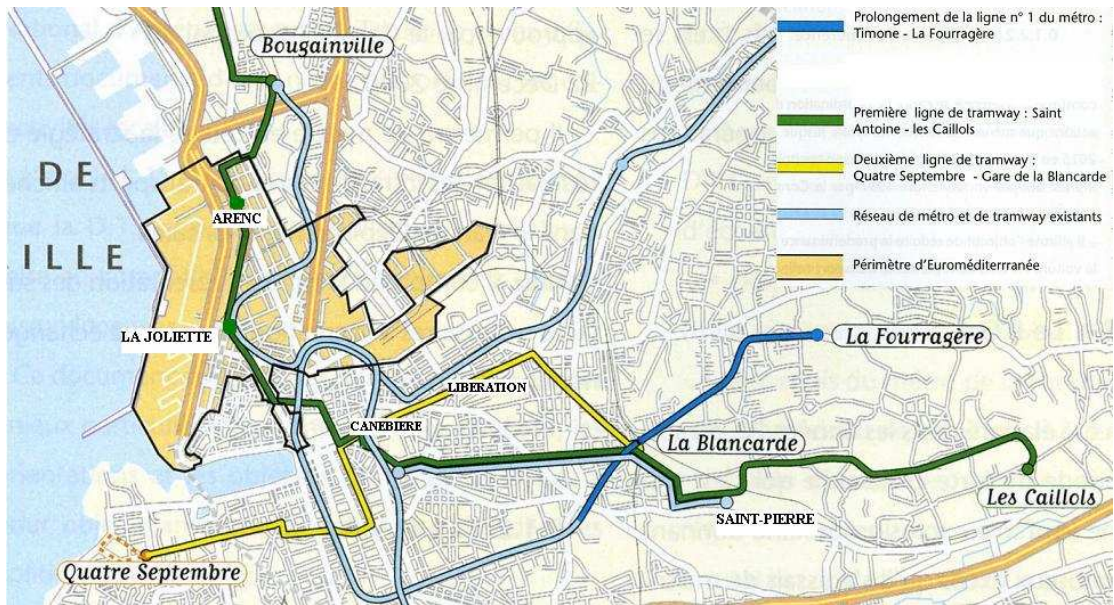 Bougainville
DE
ILLE
ARENC
LA JOLIETTE
LIBERATION
CANEBIERE
La Fourragère
La Blancarde
Les Caillols
SAINT-PIERRE
Quatre Septembre
Prolongement de la ligne n° 1 du métro :
Timone - La Fourragère
Première ligne de tramway : Saint
Antoine - les Caillols
Deuxième ligne de tramway :
Quatre Septembre - Gare de la Blancarde
Réseau de métro et de tramway existants
Périmètre d'Euroméditerrranée